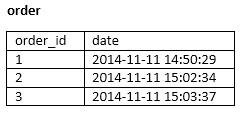 order
order_id date
1 2014-11-11 14:50:29
2 2014-11-11 15:02:34
3 2014-11-11 15:03:37